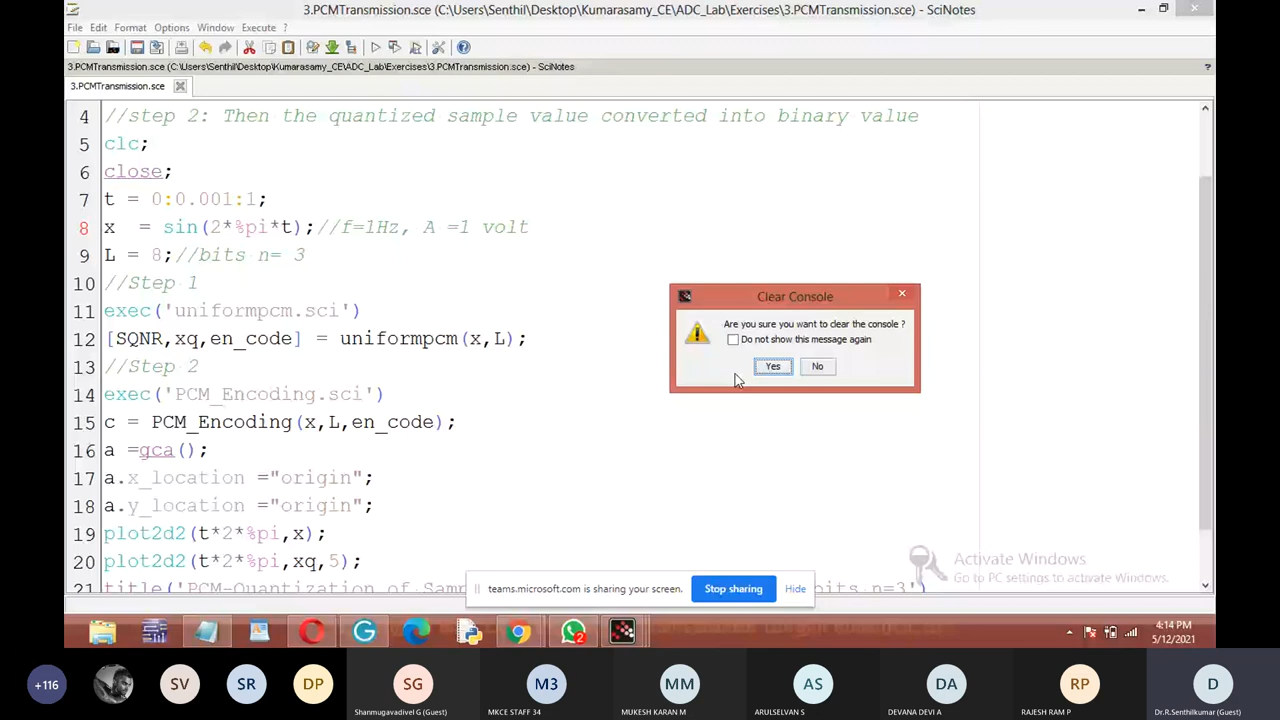 3.PCMTransmission.sce (C:\Users\Senthil\Desktop\Kumarasamy_CE\ADC_Lab\Exercises\3.PCMTransmission.sce) - SciNotes
File Edit Format Options Window Execute ?
3.PCMTransmission.sce (C:\Users\Senthil\Desktop\Kumarasamy_CE\ADC_Lab\Exercises\3.PCMTransmission.sce) - SciNotes
3.PCMTransmission.sce
4 //step 2: Then the quantized sample value converted into binary value
5 clc;
6 close;
7 t = 0:0.001:1;
8 x = sin(2*%pi*t);//f=1Hz, A =1 volt
9 L = 8;//bits n= 3
10 //Step 1
11 exec('uniformpcm.sci')
12 [SQNR,xq,en_code] = uniformpcm(x,L);
13 //Step 2
14 exec('PCM_Encoding.sci')
15 c = PCM_Encoding(x,L,en_code);
16 a =gca();
17 a.x_location ="origin";
18 a.y_location ="origin";
19 plot2d2(t*2*%pi,x);
20 plot2d2(t*2*%pi,xq,5);
21 title('PCM-Quantization of Sam bits n=3')
Clear Console
Are you sure you want to clear the console ?
Do not show this message again
Yes No
Activate Windows
Go to PC settings to activate Windows.
teams.microsoft.com is sharing your screen. Stop sharing Hide
2
4:14 PM
5/12/2021
+116 SV SR DP SG M3 MM AS DA RP D
Shanmugavadivel G (Guest) MKCE STAFF 34 MUKESH KARAN M ARULSELVAN S DEVANA DEVI A RAJESH RAM P Dr.R.Senthilkumar (Guest)